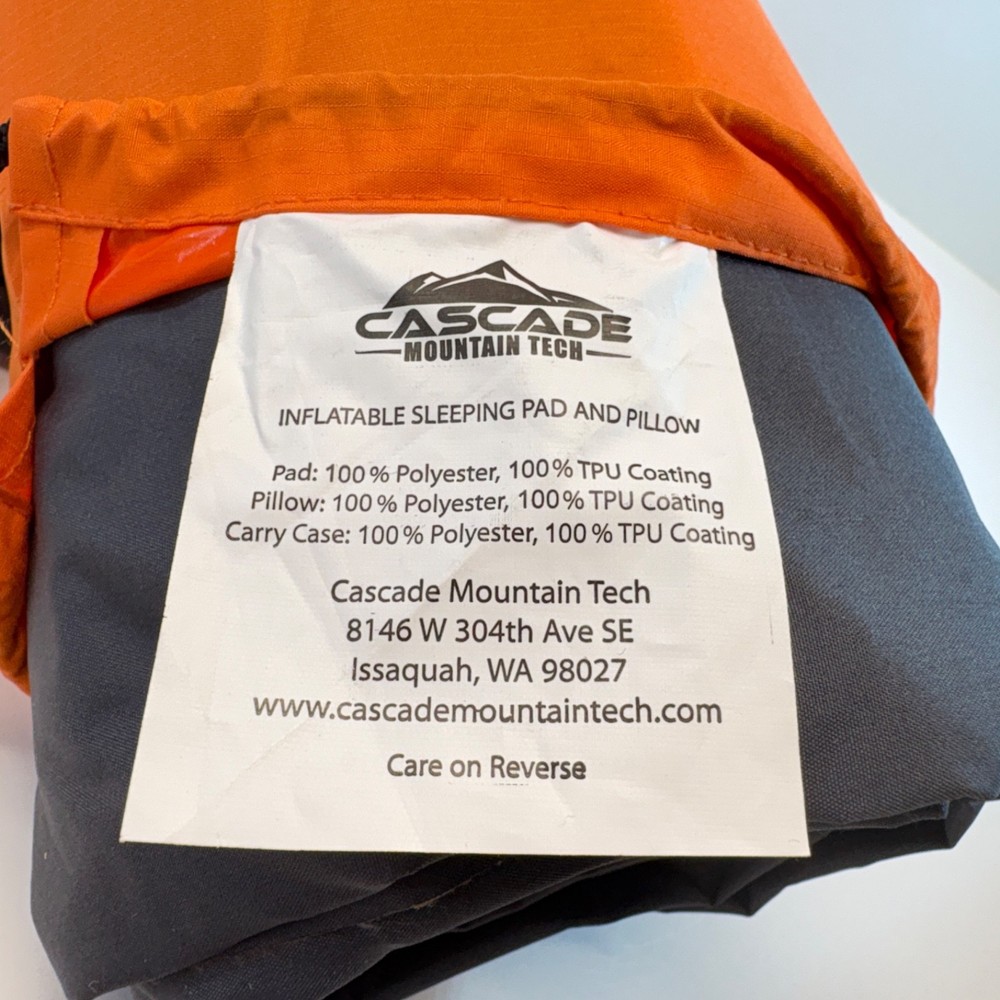 CASCADE
MOUNTAIN TECH
INFLATABLE SLEEPING PAD AND PILLOW
Pad: 100% Polyester, 100% TPU Coating
Pillow: 100% Polyester, 100% TPU Coating
Carry Case: 100% Polyester, 100% TPU Coating
Cascade Mountain Tech
8146 W 304th Ave SE
Issaquah, WA 98027
www.cascademountaintech.com
Care on Reverse